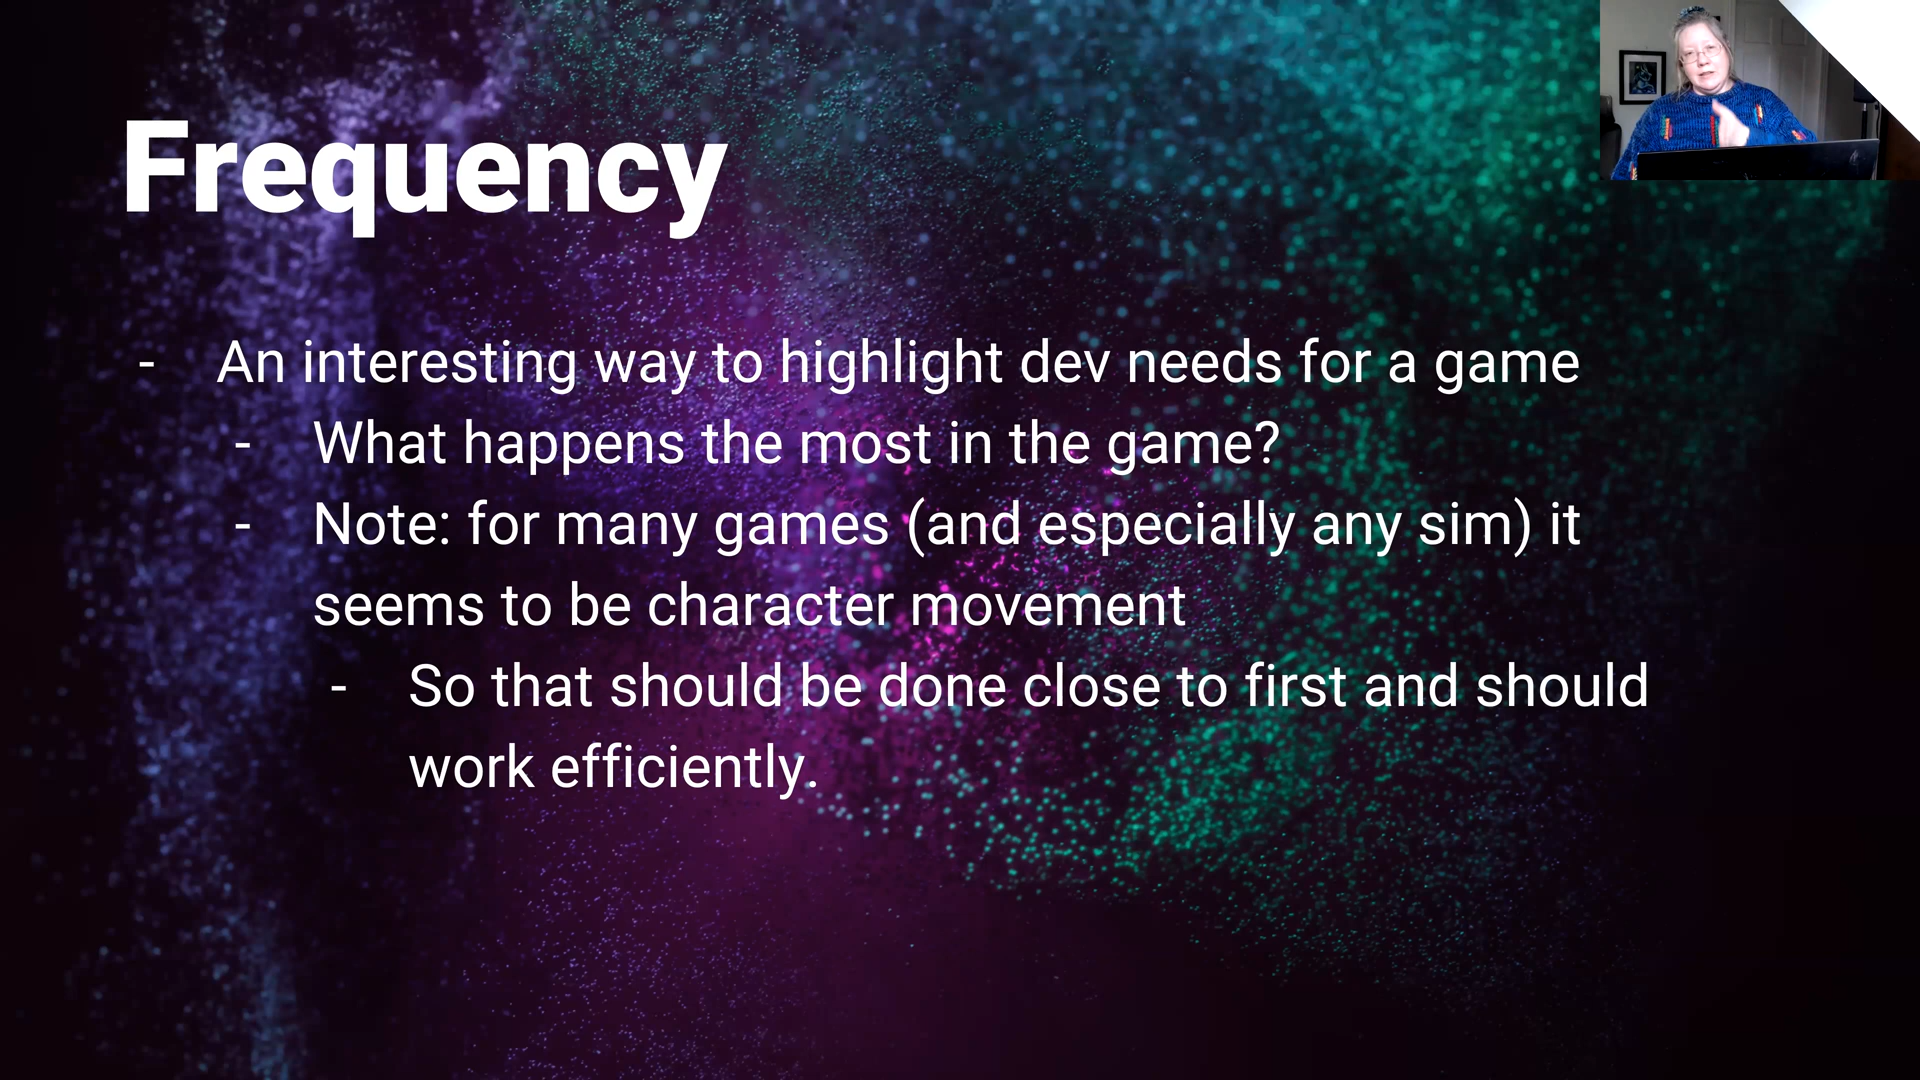 Frequency
- An interesting way to highlight dev needs for a game
- What happens the most in the game?
- Note: for many games (and especially any sim) it
seems to be character movement
- So that should be done close to first and should
work efficiently.